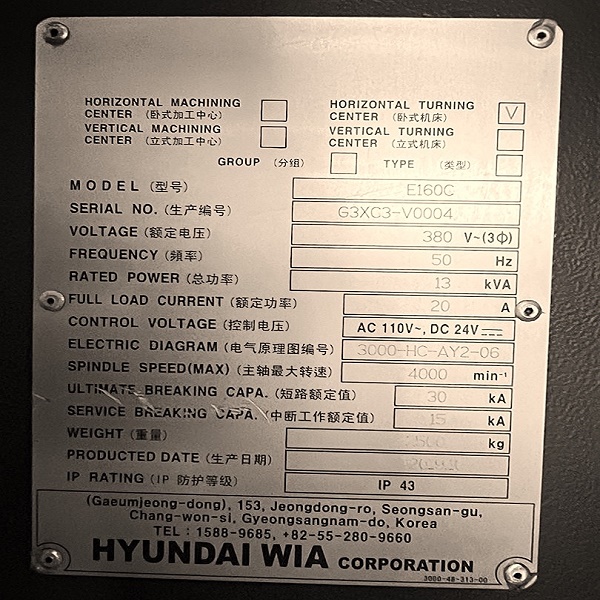 HORIZONTAL MACHINING CENTER (卧式加工中心)
HORIZONTAL TURNING CENTER (卧式机床) V
VERTICAL MACHINING CENTER (立式加工中心)
VERTICAL TURNING CENTER (立式机床)
GROUP (分组) TYPE (类型)
MODEL (型号) E160C
SERIAL NO. (生产编号) G3XC3-V0004
VOLTAGE (额定电压) 380 V~(3Φ)
FREQUENCY (频率) 50 Hz
RATED POWER (总功率) 13 kVA
FULL LOAD CURRENT (额定功率) 20 A
CONTROL VOLTAGE (控制电压) AC 110V~, DC 24V
ELECTRIC DIAGRAM (电气原理图编号) 3000-HC-AY2-06
SPINDLE SPEED(MAX) (主轴最大转速) 4000 min-1
ULTIMATE BREAKING CAPA. (短路额定值) 30 kA
SERVICE BREAKING CAPA. (中断工作额定值) 15 kA
WEIGHT (重量) kg
PRODUCTED DATE (生产日期)
IP RATING (IP 防护等级) IP 43
(Gaeumjeong-dong), 153, Jeongdong-ro, Seongsan-gu,
Chang-won-si, Gyeongsangnam-do, Korea
TEL : 1588-9685, +82-55-280-9660
HYUNDAI WIA CORPORATION
3000-48-313-00